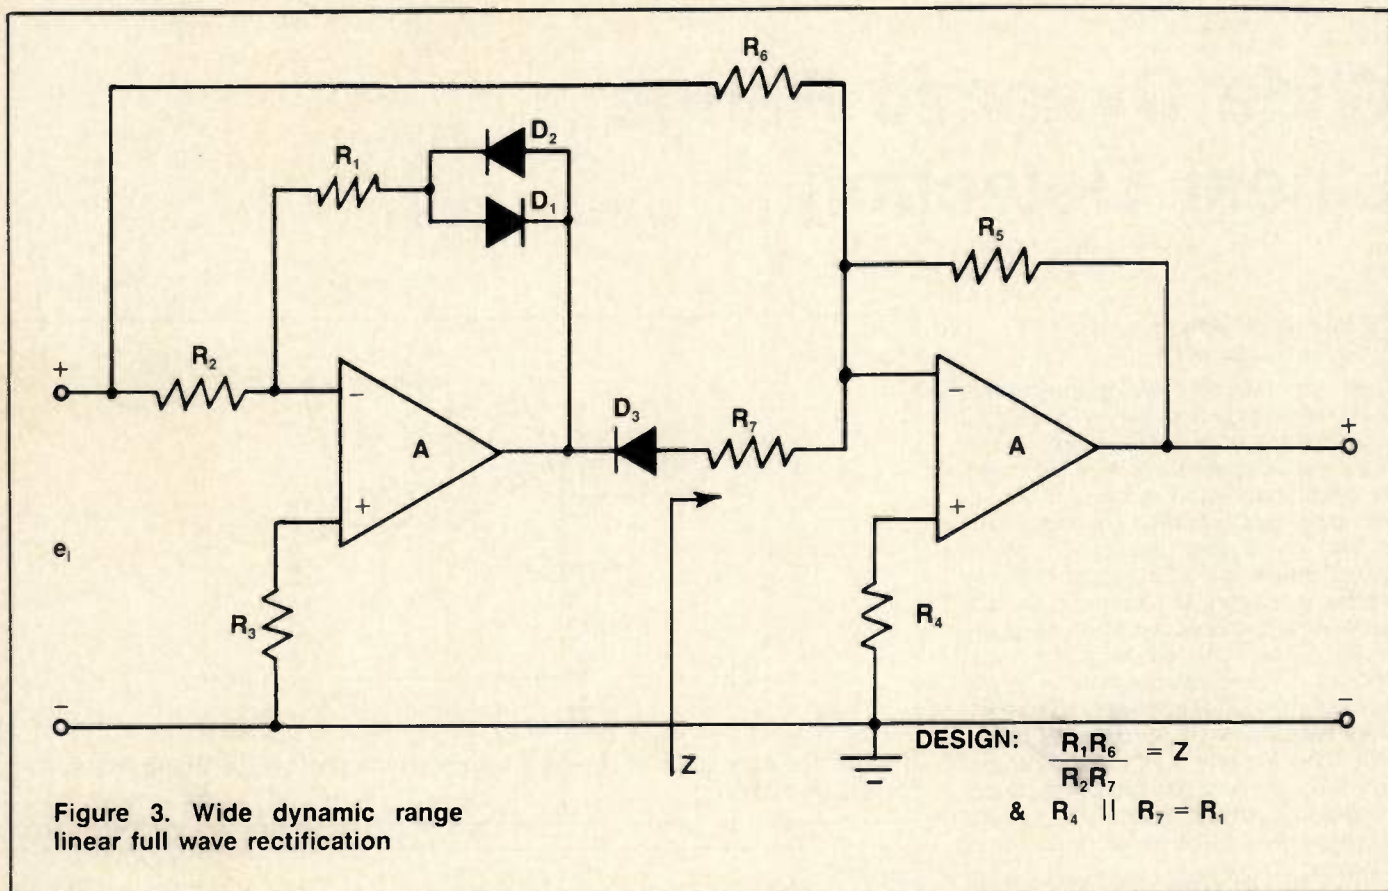 R₆
D₂
R₁
D₁
R₅
+
R₂
−
−
D₃
R₇
+
A
A
+
+
eᵢ
R₄
R₃
−
−
DESIGN: R₁R₆ = Z
R₂R₇
Z
& R₄ || R₇ = R₁
Figure 3. Wide dynamic range
linear full wave rectification